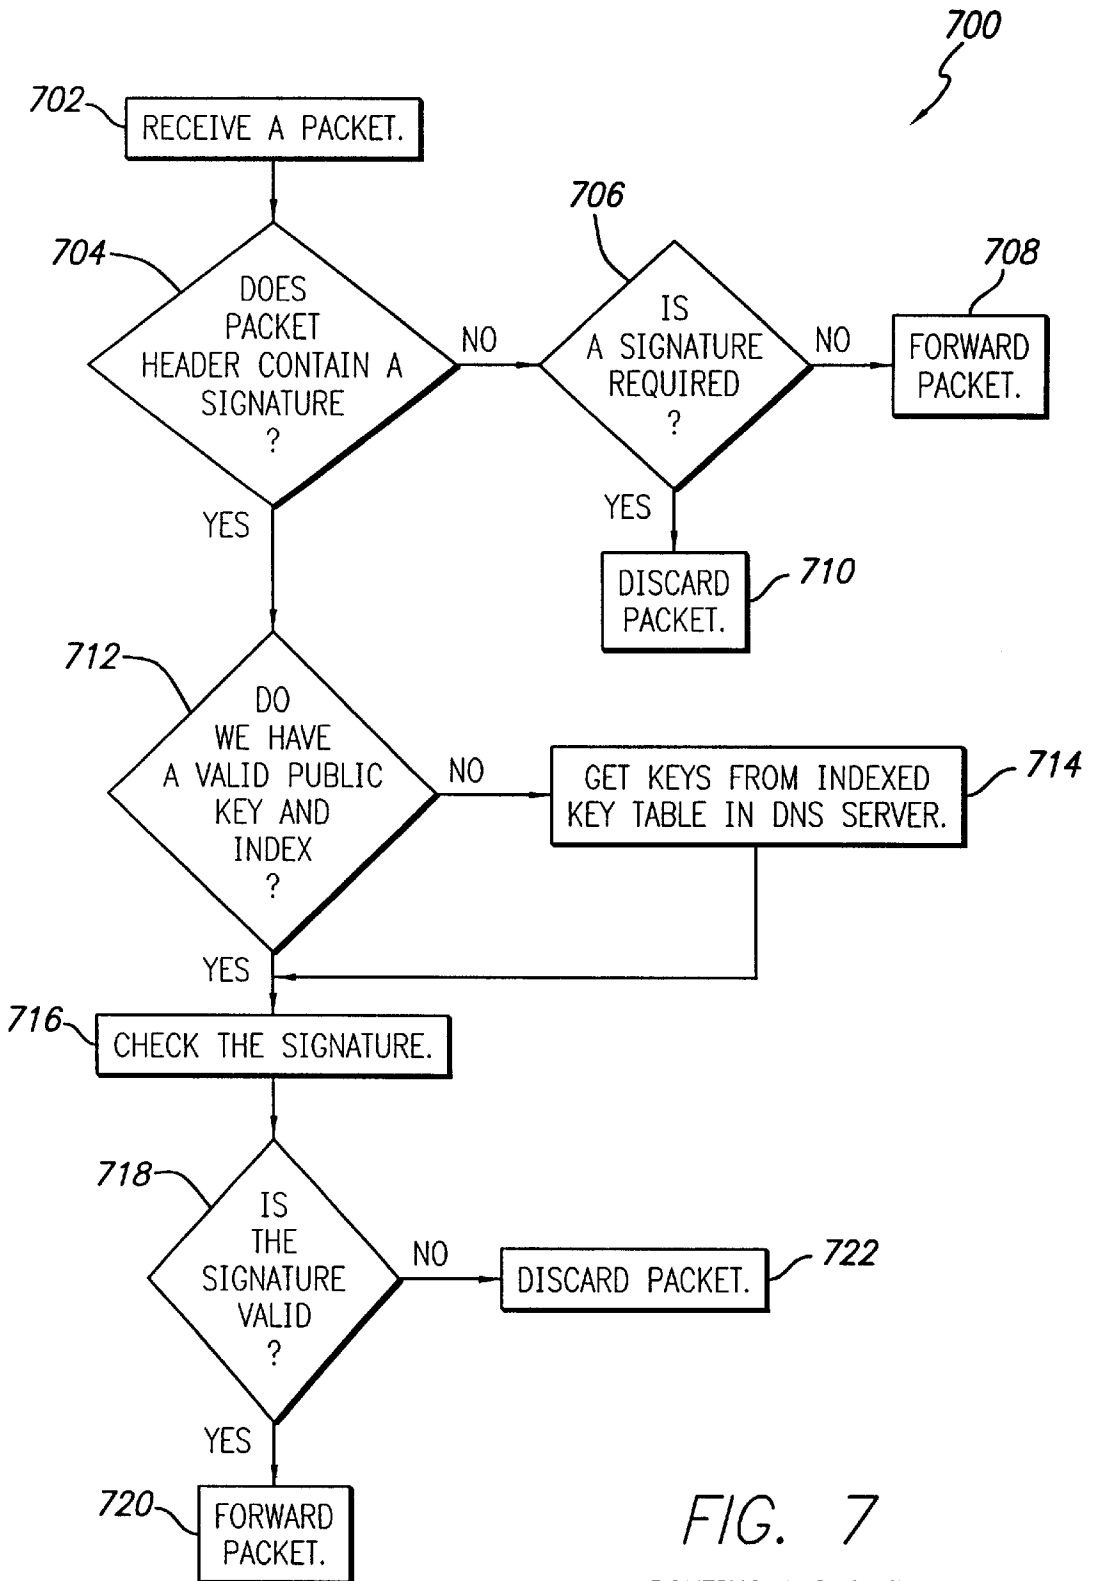 700
702
RECEIVE A PACKET.
704
DOES
PACKET
HEADER CONTAIN A
SIGNATURE
?
NO
YES
706
IS
A SIGNATURE
REQUIRED
?
NO
YES
708
FORWARD
PACKET.
DISCARD
PACKET.
710
712
DO
WE HAVE
A VALID PUBLIC
KEY AND
INDEX
?
NO
YES
GET KEYS FROM INDEXED
KEY TABLE IN DNS SERVER.
714
716
CHECK THE SIGNATURE.
718
IS
THE
SIGNATURE
VALID
?
NO
YES
DISCARD PACKET.
722
720
FORWARD
PACKET.
FIG. 7